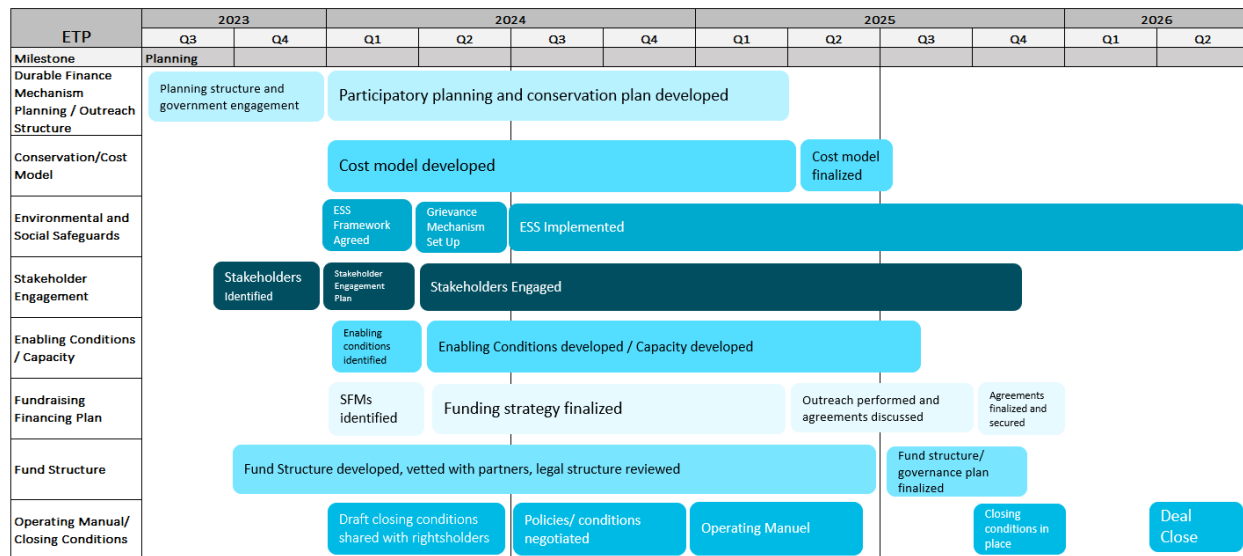 2023 2024 2025 2026
ETP Q3 Q4 Q1 Q2 Q3 Q4 Q1 Q2 Q3 Q4 Q1 Q2
Milestone Planning
Durable Finance
Mechanism
Planning / Outreach
Structure
Planning structure and
government engagement
Participatory planning and conservation plan developed
Conservation/Cost
Model
Cost model developed
Cost model
finalized
Environmental and
Social Safeguards
ESS
Framework
Agreed
Grievance
Mechanism
Set Up
ESS Implemented
Stakeholder
Engagement
Stakeholders
Identified
Stakeholder
Engagement
Plan
Stakeholders Engaged
Enabling Conditions
/ Capacity
Enabling
conditions
identified
Enabling Conditions developed / Capacity developed
Fundraising
Financing Plan
SFMs
identified
Funding strategy finalized
Outreach performed and
agreements discussed
Agreements
finalized and
secured
Fund Structure
Fund Structure developed, vetted with partners, legal structure reviewed
Fund structure/
governance plan
finalized
Operating Manual/
Closing Conditions
Draft closing conditions
shared with rightsholders
Policies/ conditions
negotiated
Operating Manuel
Closing
conditions in
place
Deal
Close